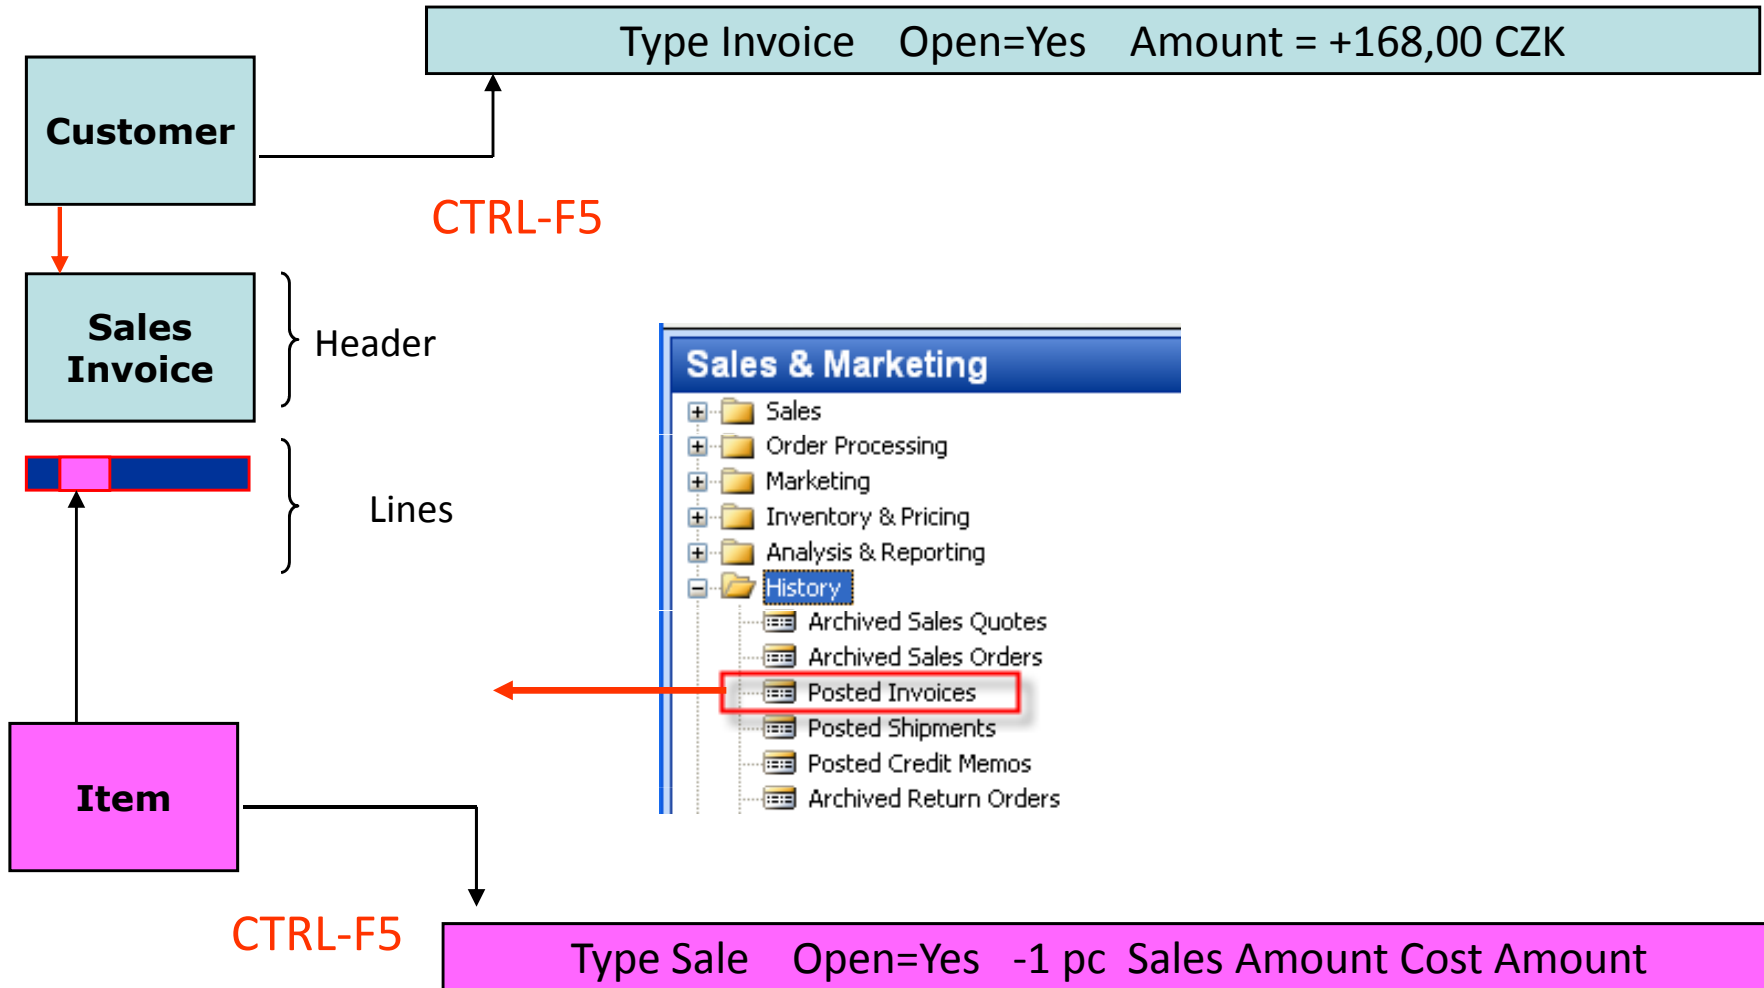 Type Invoice Open=Yes Amount = +168,00 CZK
Customer
CTRL-F5
Sales
Invoice
Header
Lines
Sales & Marketing
Sales
Order Processing
Marketing
Inventory & Pricing
Analysis & Reporting
History
Archived Sales Quotes
Archived Sales Orders
Posted Invoices
Posted Shipments
Posted Credit Memos
Archived Return Orders
Item
CTRL-F5
Type Sale Open=Yes -1 pc Sales Amount Cost Amount